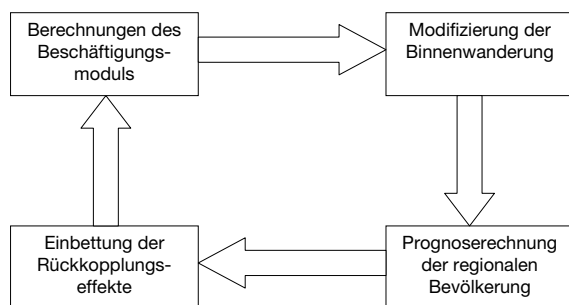 Berechnungen des
Beschäftigungs-
moduls
Modifizierung der
Binnenwanderung
Prognoserechnung
der regionalen
Bevölkerung
Einbettung der
Rückkopplungs-
effekte